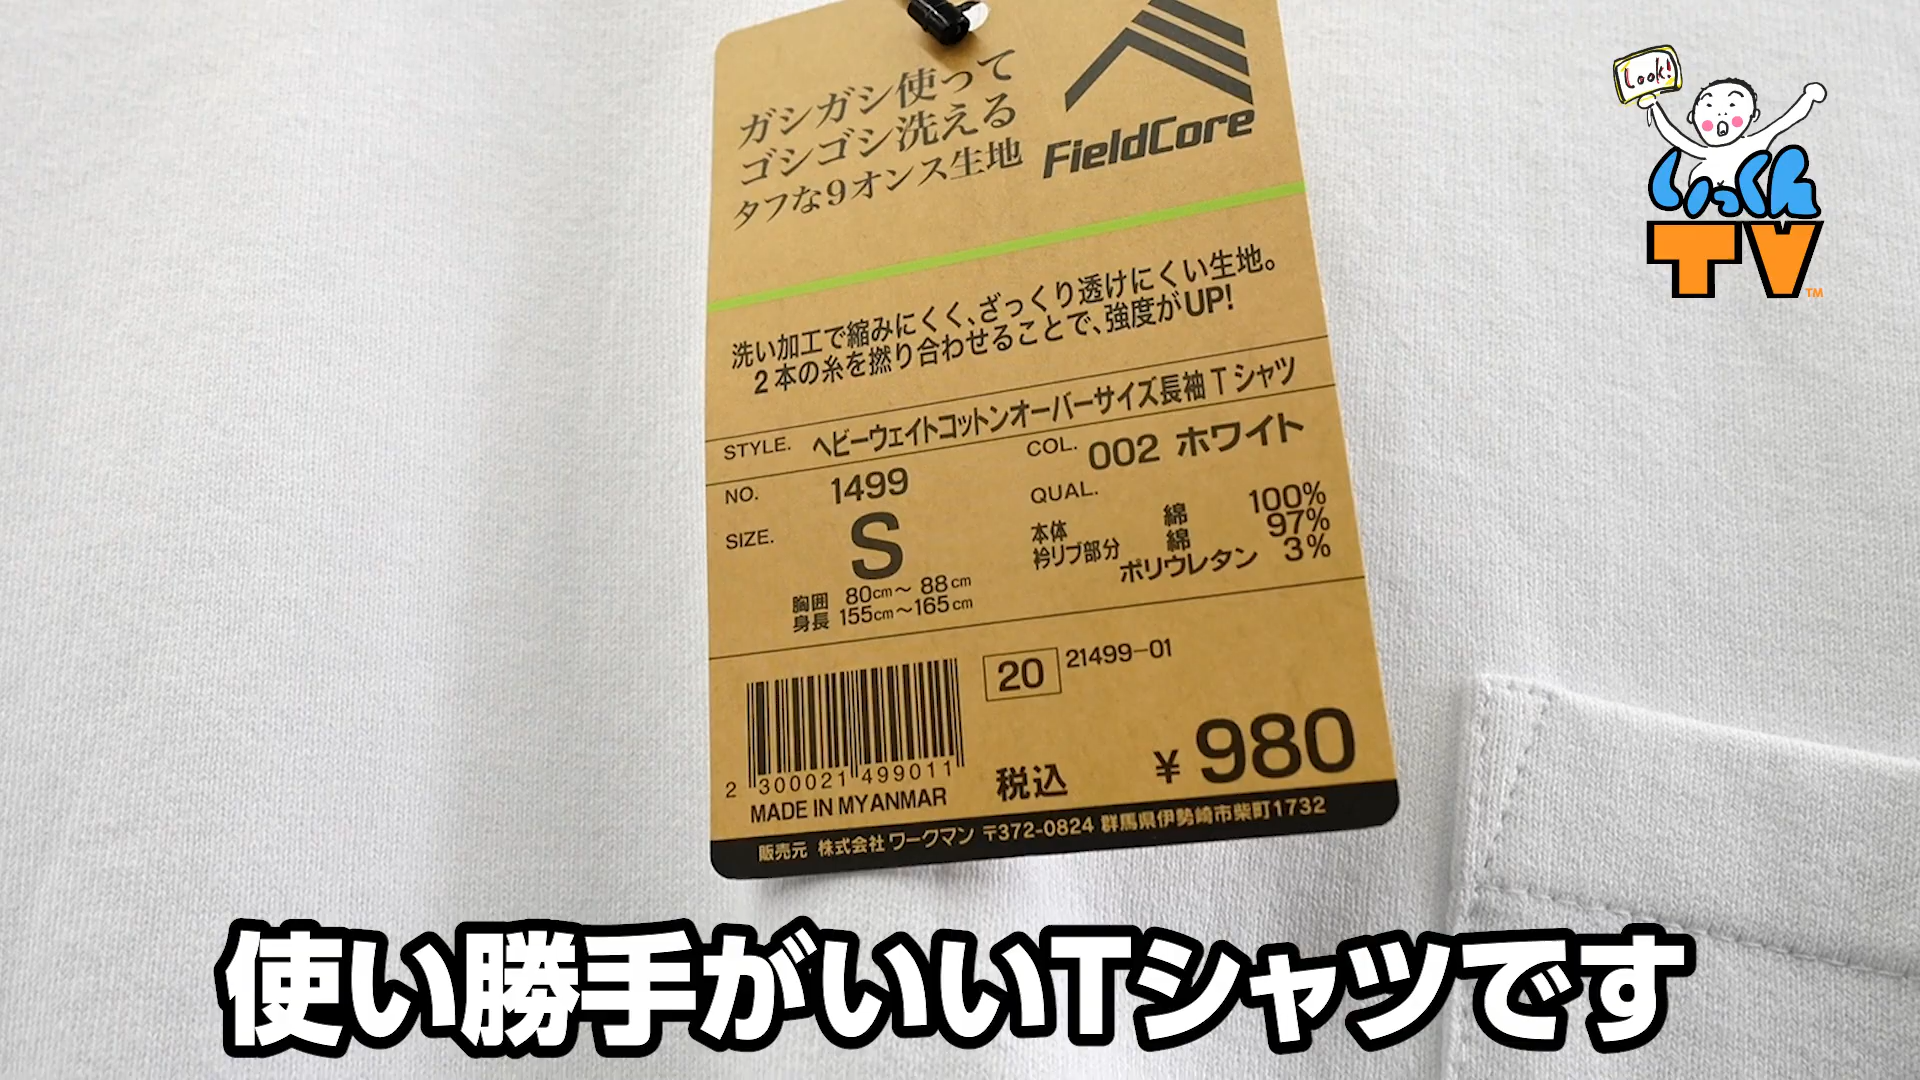 ガシガシ使って
ゴシゴシ洗える
タフな9オンス生地
FieldCore
洗い加工で縮みにくく、ざっくり透けにくい生地。
2本の糸を撚り合わせることで、強度がUP!
STYLE. ヘビーウェイトコットンオーバーサイズ長袖Tシャツ
NO. 1499
COL. 002 ホワイト
SIZE. S
胸囲 80cm～ 88cm
身長 155cm～165cm
QUAL.
本体 綿 100%
衿リブ部分 綿 97%
ポリウレタン 3%
20 21499-01
2 300021 499011
MADE IN MYANMAR
税込 ¥980
販売元 株式会社 ワークマン 〒372-0824 群馬県伊勢崎市柴町1732
Look!
しっくん
TV
TM
使い勝手がいいTシャツです